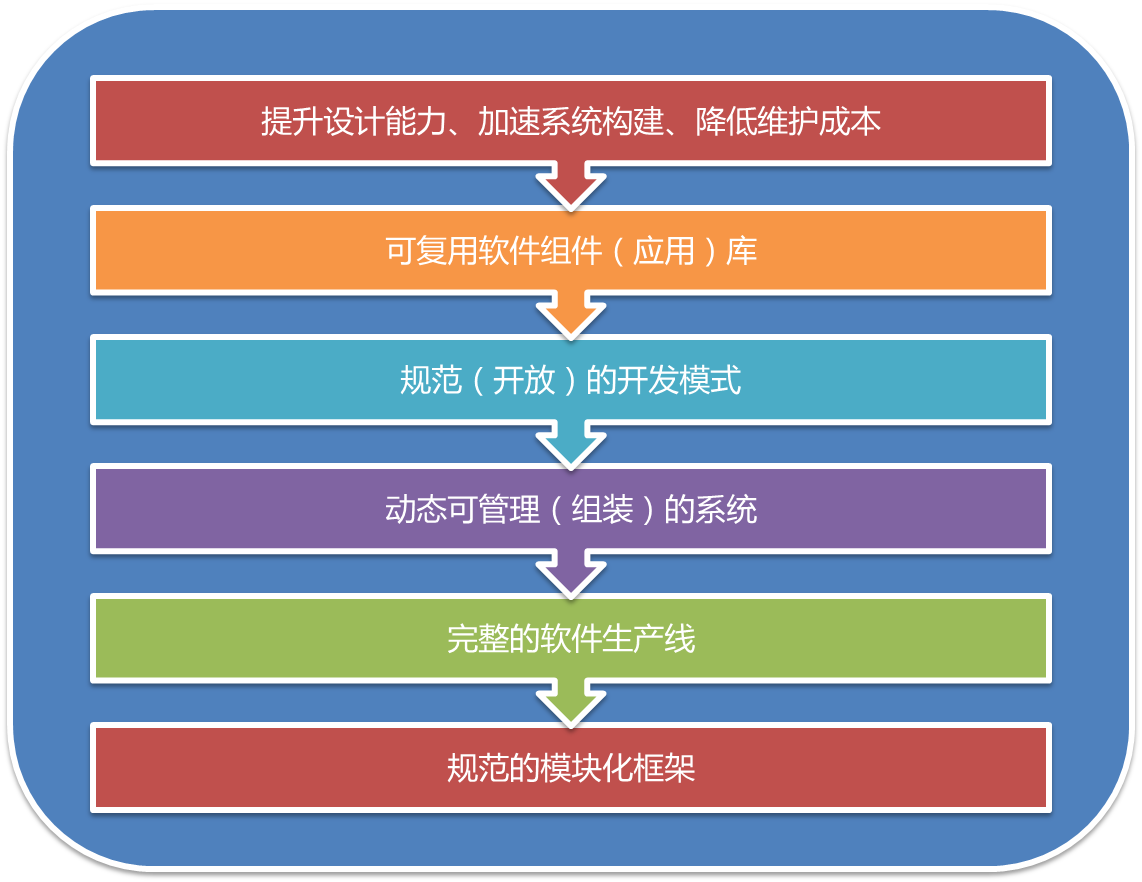 提升设计能力、加速系统构建、降低维护成本
可复用软件组件（应用）库
规范（开放）的开发模式
动态可管理（组装）的系统
完整的软件生产线
规范的模块化框架